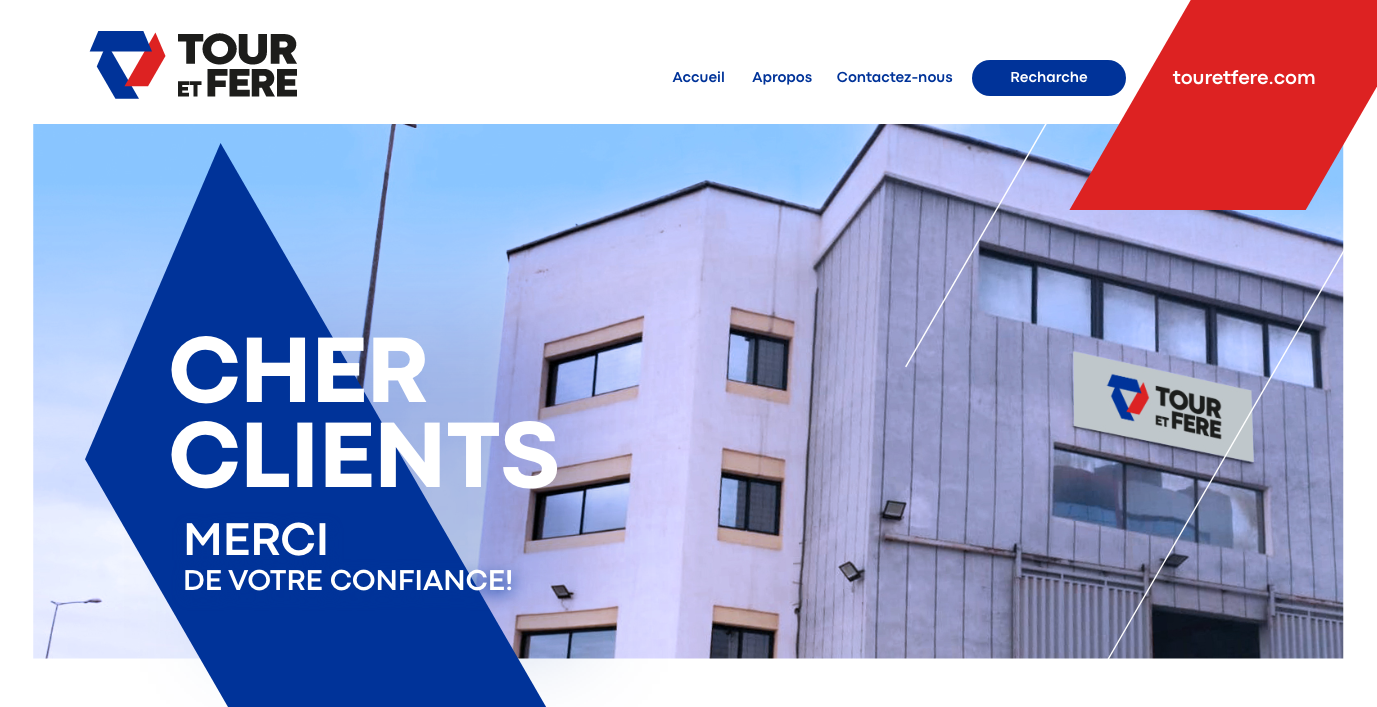 TOUR
ET FERE
Accueil
Apropos
Contactez-nous
Recharche
touretfere.com
CHER
CLIENTS
MERCI
DE VOTRE CONFIANCE!
TOUR
ET FERE